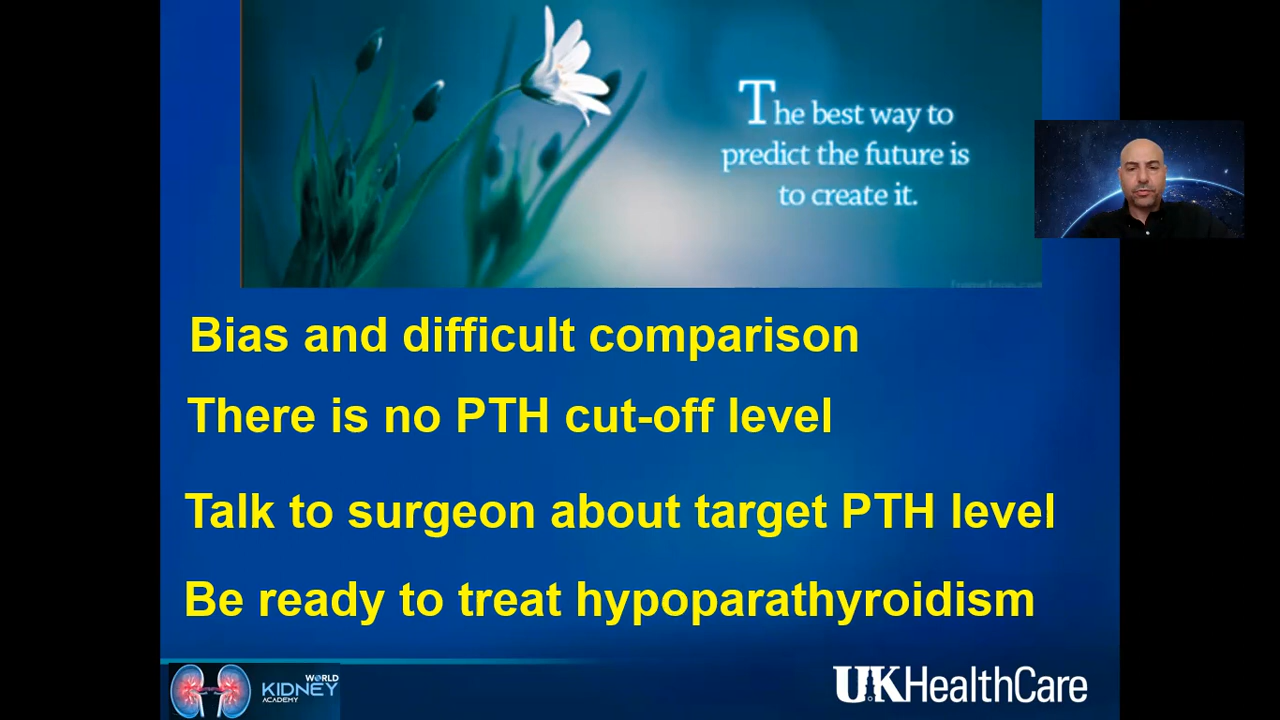 The best way to
predict the future is
to create it.
Bias and difficult comparison
There is no PTH cut-off level
Talk to surgeon about target PTH level
Be ready to treat hypoparathyroidism
WORLD
KIDNEY
ACADEMY
UKHealthCare